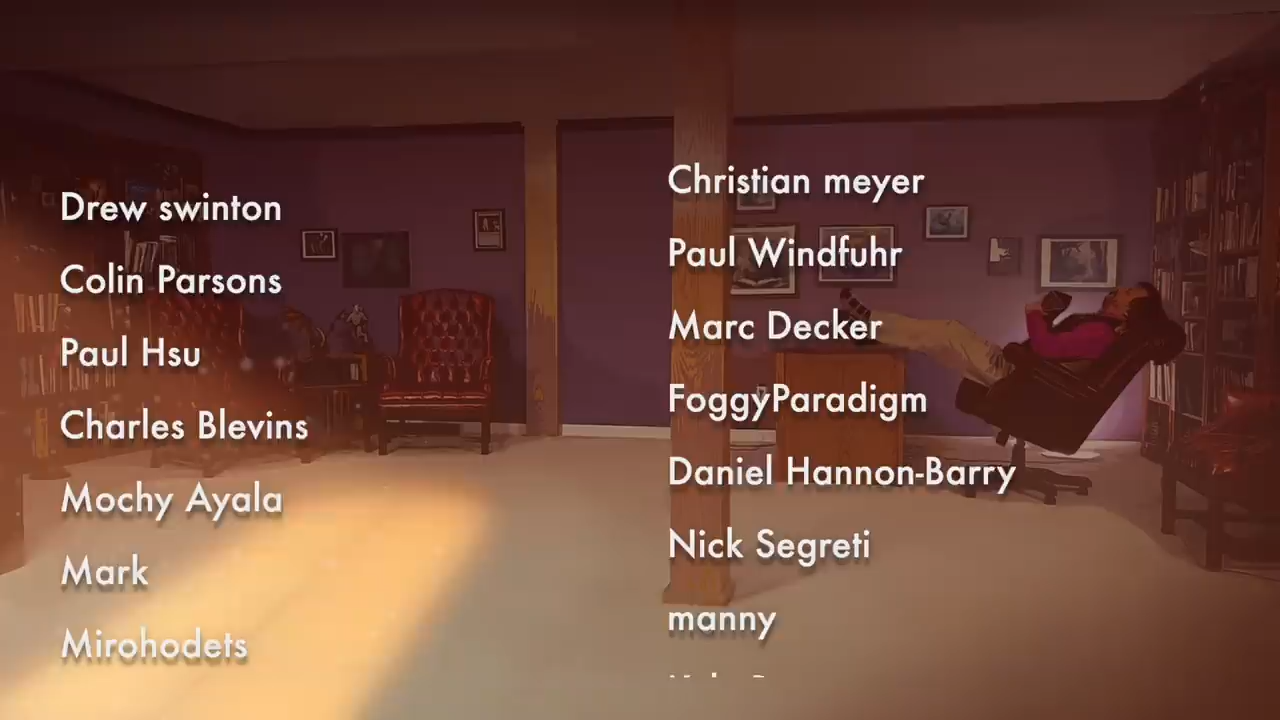 Drew swinton
Colin Parsons
Paul Hsu
Charles Blevins
Mochy Ayala
Mark
Mirohodets
Christian meyer
Paul Windfuhr
Marc Decker
FoggyParadigm
Daniel Hannon-Barry
Nick Segreti
manny